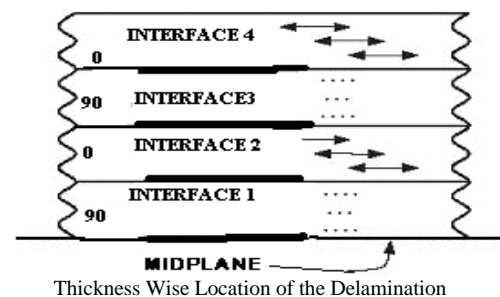 INTERFACE 4
0
INTERFACE3
90
INTERFACE 2
0
INTERFACE 1
90
MIDPLANE
Thickness Wise Location of the Delamination